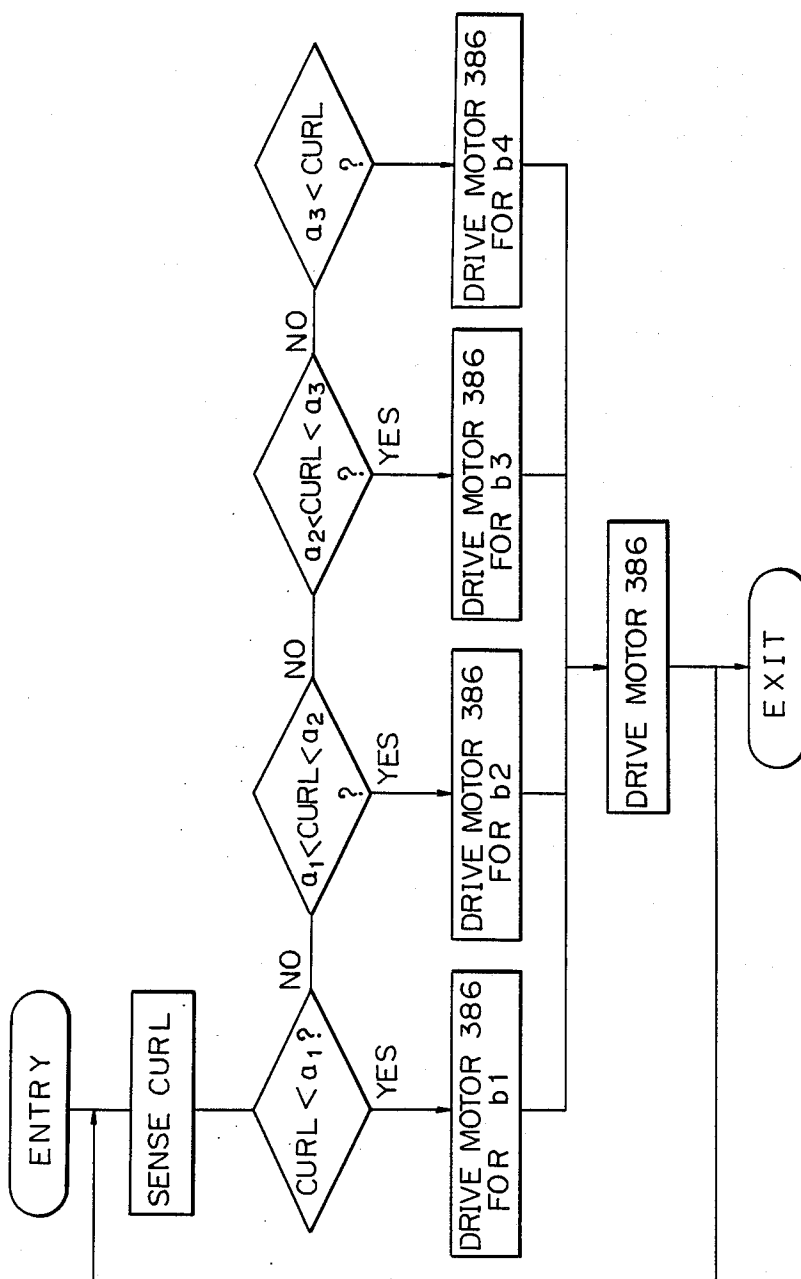 ENTRY
SENSE CURL
CURL < a1 ?
YES
NO
a1 < CURL < a2
?
YES
NO
a2 < CURL < a3
?
YES
NO
a3 < CURL
?
DRIVE MOTOR 386
FOR b1
DRIVE MOTOR 386
FOR b2
DRIVE MOTOR 386
FOR b3
DRIVE MOTOR 386
FOR b4
DRIVE MOTOR 386
EXIT